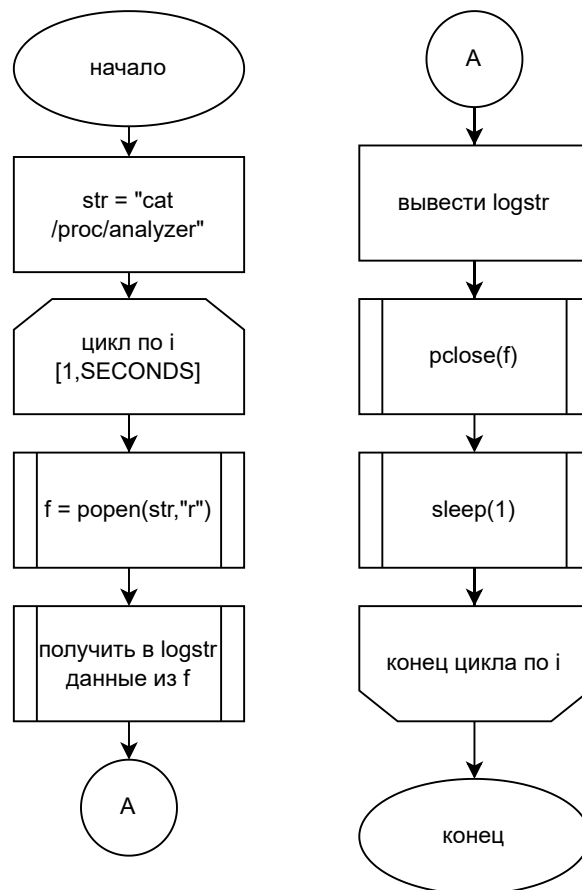 начало
str = "cat
/proc/analyzer"
цикл по i
[1,SECONDS]
f = popen(str,"r")
получить в logstr
данные из f
A
A
вывести logstr
pclose(f)
sleep(1)
конец цикла по i
конец